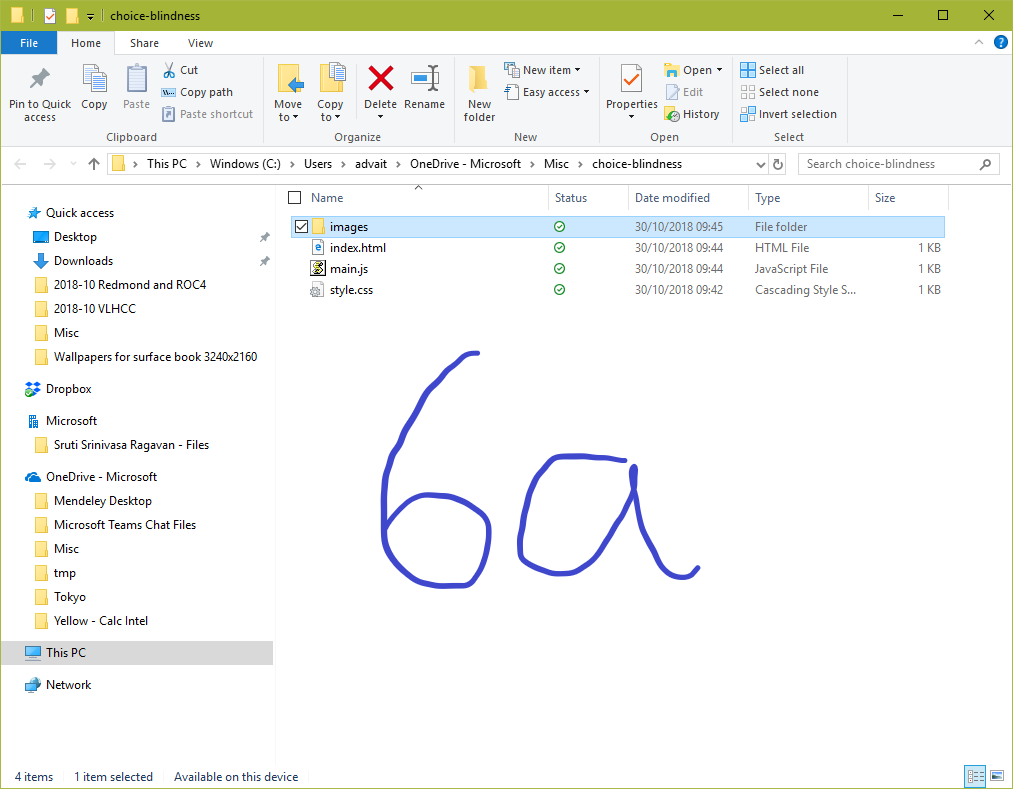 choice-blindness
File Home Share View
Pin to Quick access
Copy
Paste
Cut
Copy path
Paste shortcut
Clipboard
Move to
Copy to
Delete
Rename
Organize
New folder
New item
Easy access
New
Properties
Open
Edit
History
Open
Select all
Select none
Invert selection
Select
This PC > Windows (C:) > Users > advait > OneDrive - Microsoft > Misc > choice-blindness
Search choice-blindness
Quick access
Desktop
Downloads
2018-10 Redmond and ROC4
2018-10 VLHCC
Misc
Wallpapers for surface book 3240x2160
Dropbox
Microsoft
Sruti Srinivasa Ragavan - Files
OneDrive - Microsoft
Mendeley Desktop
Microsoft Teams Chat Files
Misc
tmp
Tokyo
Yellow - Calc Intel
This PC
Network
Name Status Date modified Type Size
images 30/10/2018 09:45 File folder
index.html 30/10/2018 09:44 HTML File 1 KB
main.js 30/10/2018 09:44 JavaScript File 1 KB
style.css 30/10/2018 09:42 Cascading Style S... 1 KB
6a
4 items 1 item selected Available on this device